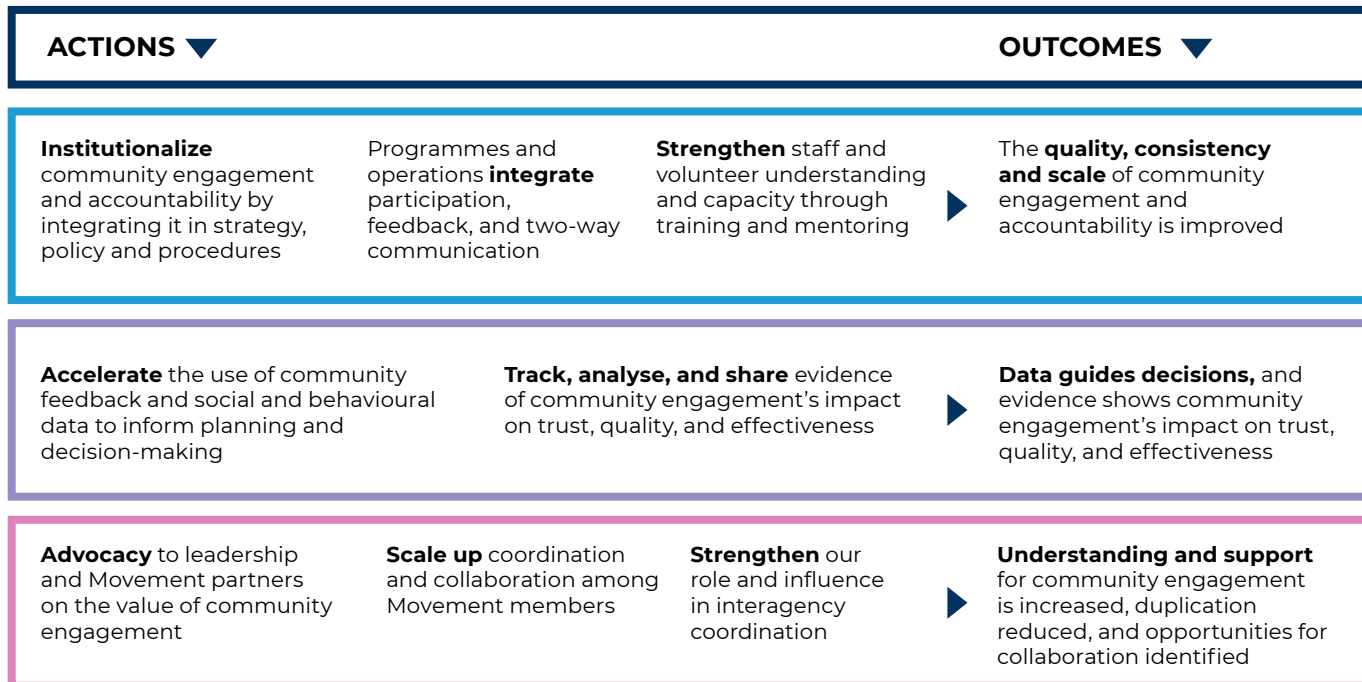 ACTIONS
OUTCOMES
Institutionalize
community engagement
and accountability by
integrating it in strategy,
policy and procedures
Programmes and
operations integrate
participation,
feedback, and two-way
communication
Strengthen staff and
volunteer understanding
and capacity through
training and mentoring
The quality, consistency
and scale of community
engagement and
accountability is improved
Accelerate the use of community
feedback and social and behavioural
data to inform planning and
decision-making
Track, analyse, and share evidence
of community engagement’s impact
on trust, quality, and effectiveness
Data guides decisions, and
evidence shows community
engagement’s impact on trust,
quality, and effectiveness
Advocacy to leadership
and Movement partners
on the value of community
engagement
Scale up coordination
and collaboration among
Movement members
Strengthen our
role and influence
in interagency
coordination
Understanding and support
for community engagement
is increased, duplication
reduced, and opportunities for
collaboration identified